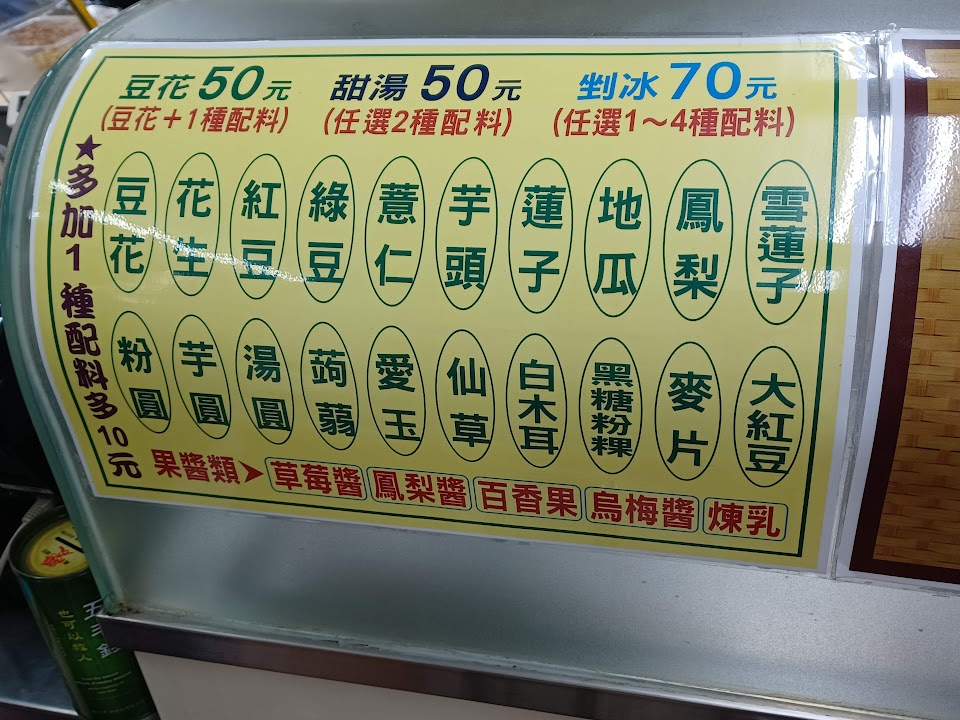 豆花50元 甜湯50元 剉冰70元
(豆花+1種配料) (任選2種配料) (任選1～4種配料)
★多加1種配料多10元
豆花 花生 紅豆 綠豆 薏仁 芋頭 蓮子 地瓜 鳳梨 雪蓮子
粉圓 芋圓 湯圓 蒟蒻 愛玉 仙草 白木耳 黑糖粉粿 麥片 大紅豆
果醬類➤ 草莓醬 鳳梨醬 百香果 烏梅醬 煉乳
也可以救人